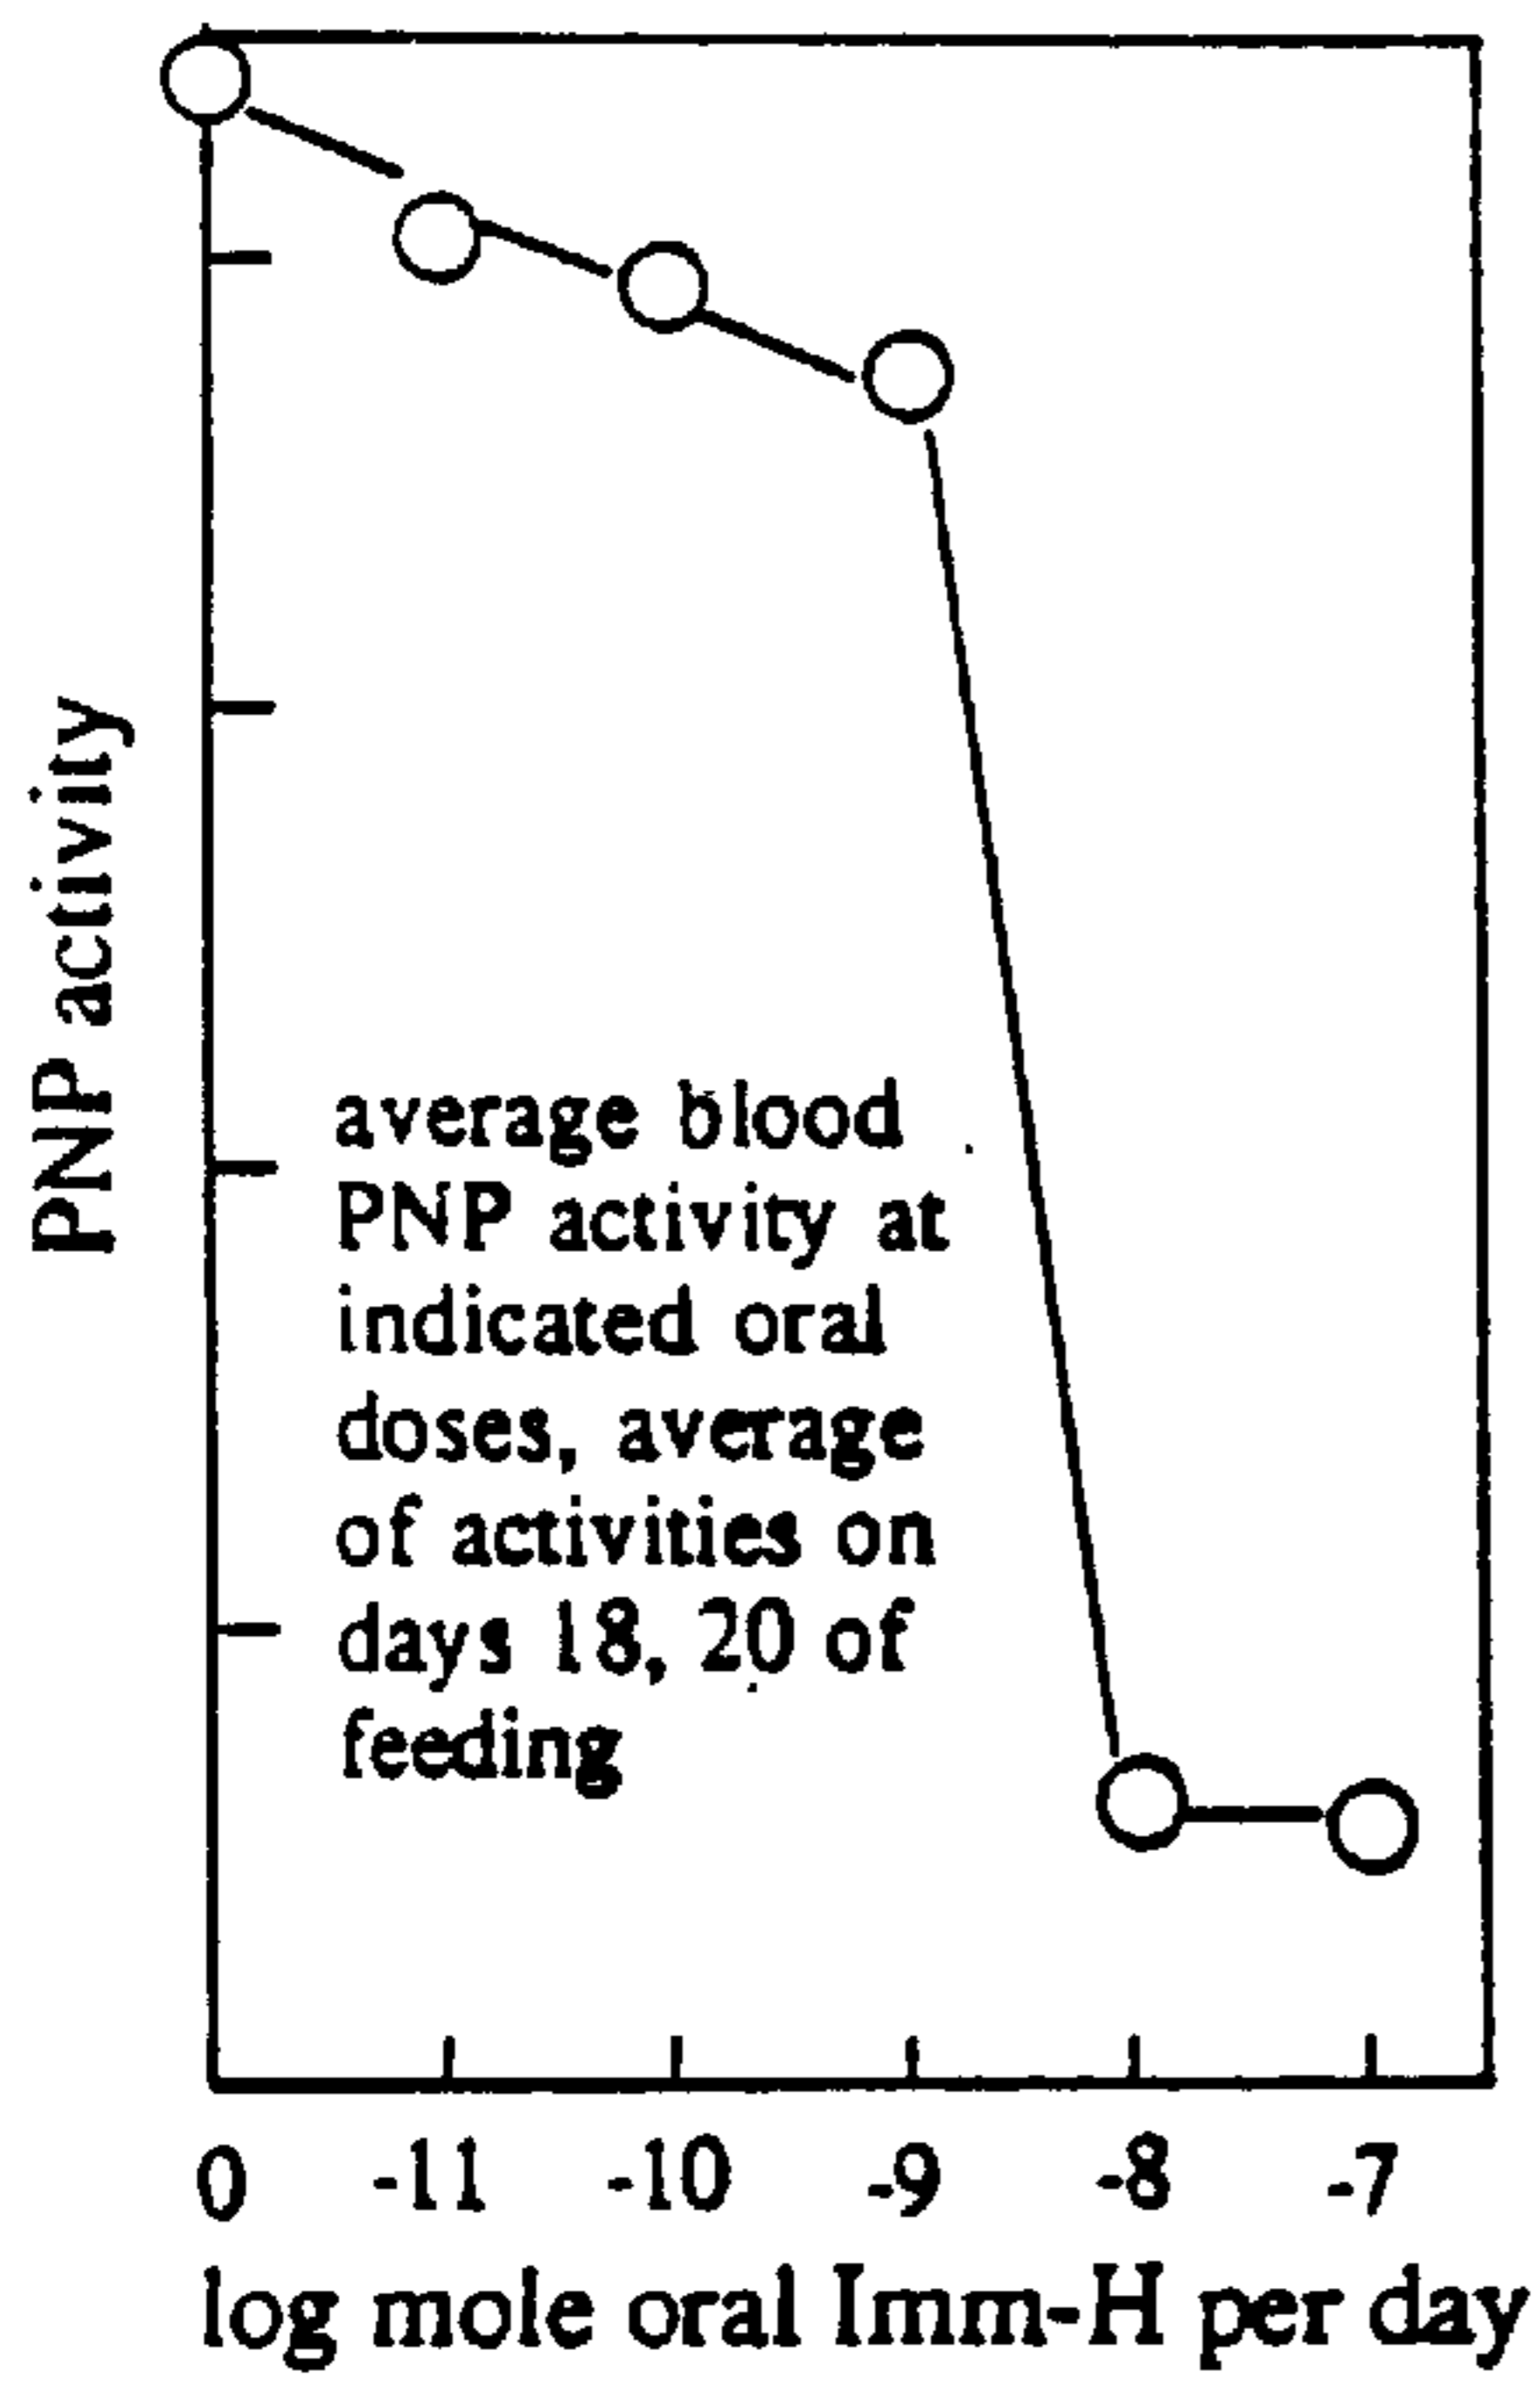 PNP activity
average blood
PNP activity at
indicated oral
doses, average
of activities on
days 18, 20 of
feeding
0 -11 -10 -9 -8 -7
log mole oral Imm-H per day